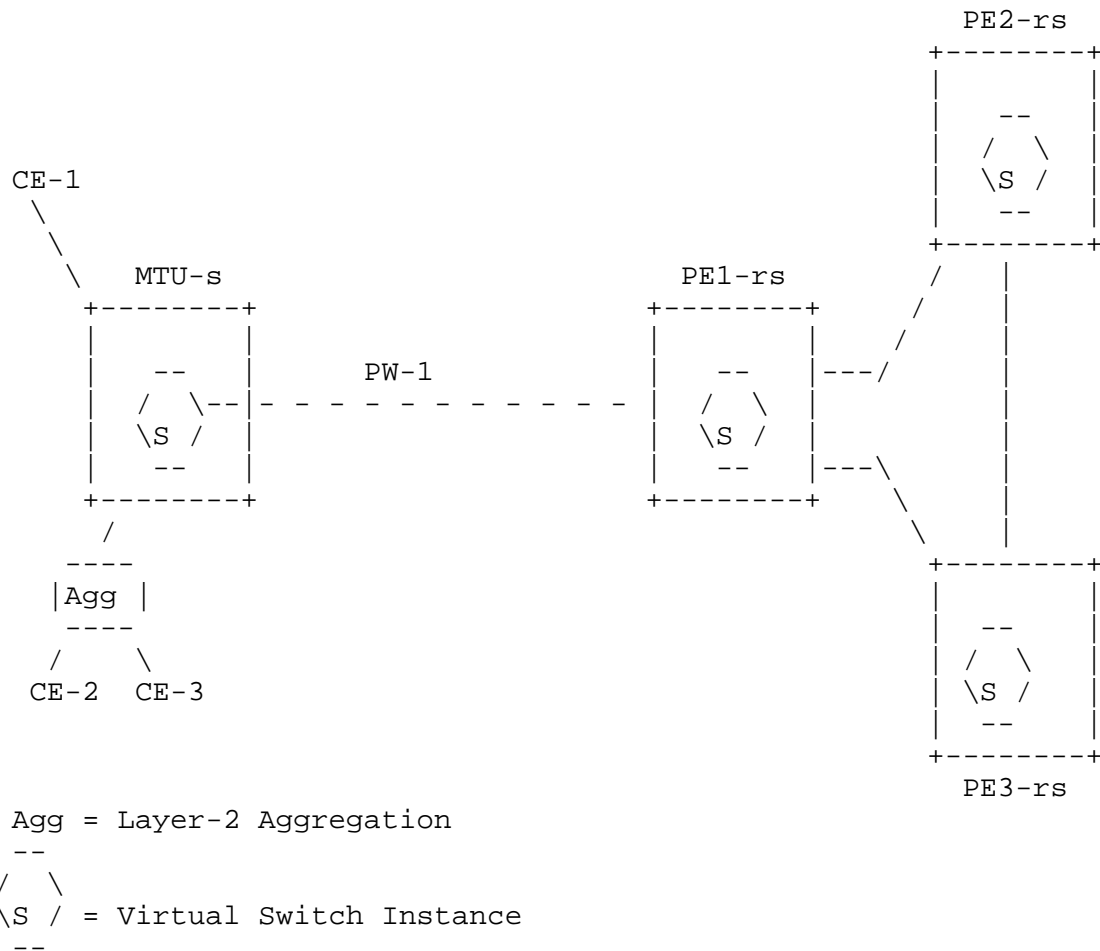 PE2-rs
S
CE-1
MTU-s PE1-rs
PW-1
S S
Agg
CE-2 CE-3
S
PE3-rs
Agg = Layer-2 Aggregation
S = Virtual Switch Instance